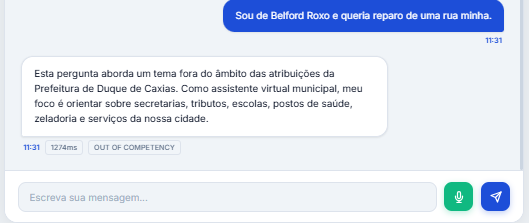 Sou de Belford Roxo e queria reparo de uma rua minha.
11:31
Esta pergunta aborda um tema fora do âmbito das atribuições da
Prefeitura de Duque de Caxias. Como assistente virtual municipal, meu
foco é orientar sobre secretarias, tributos, escolas, postos de saúde,
zeladoria e serviços da nossa cidade.
11:31 1274ms OUT OF COMPETENCY
Escreva sua mensagem...